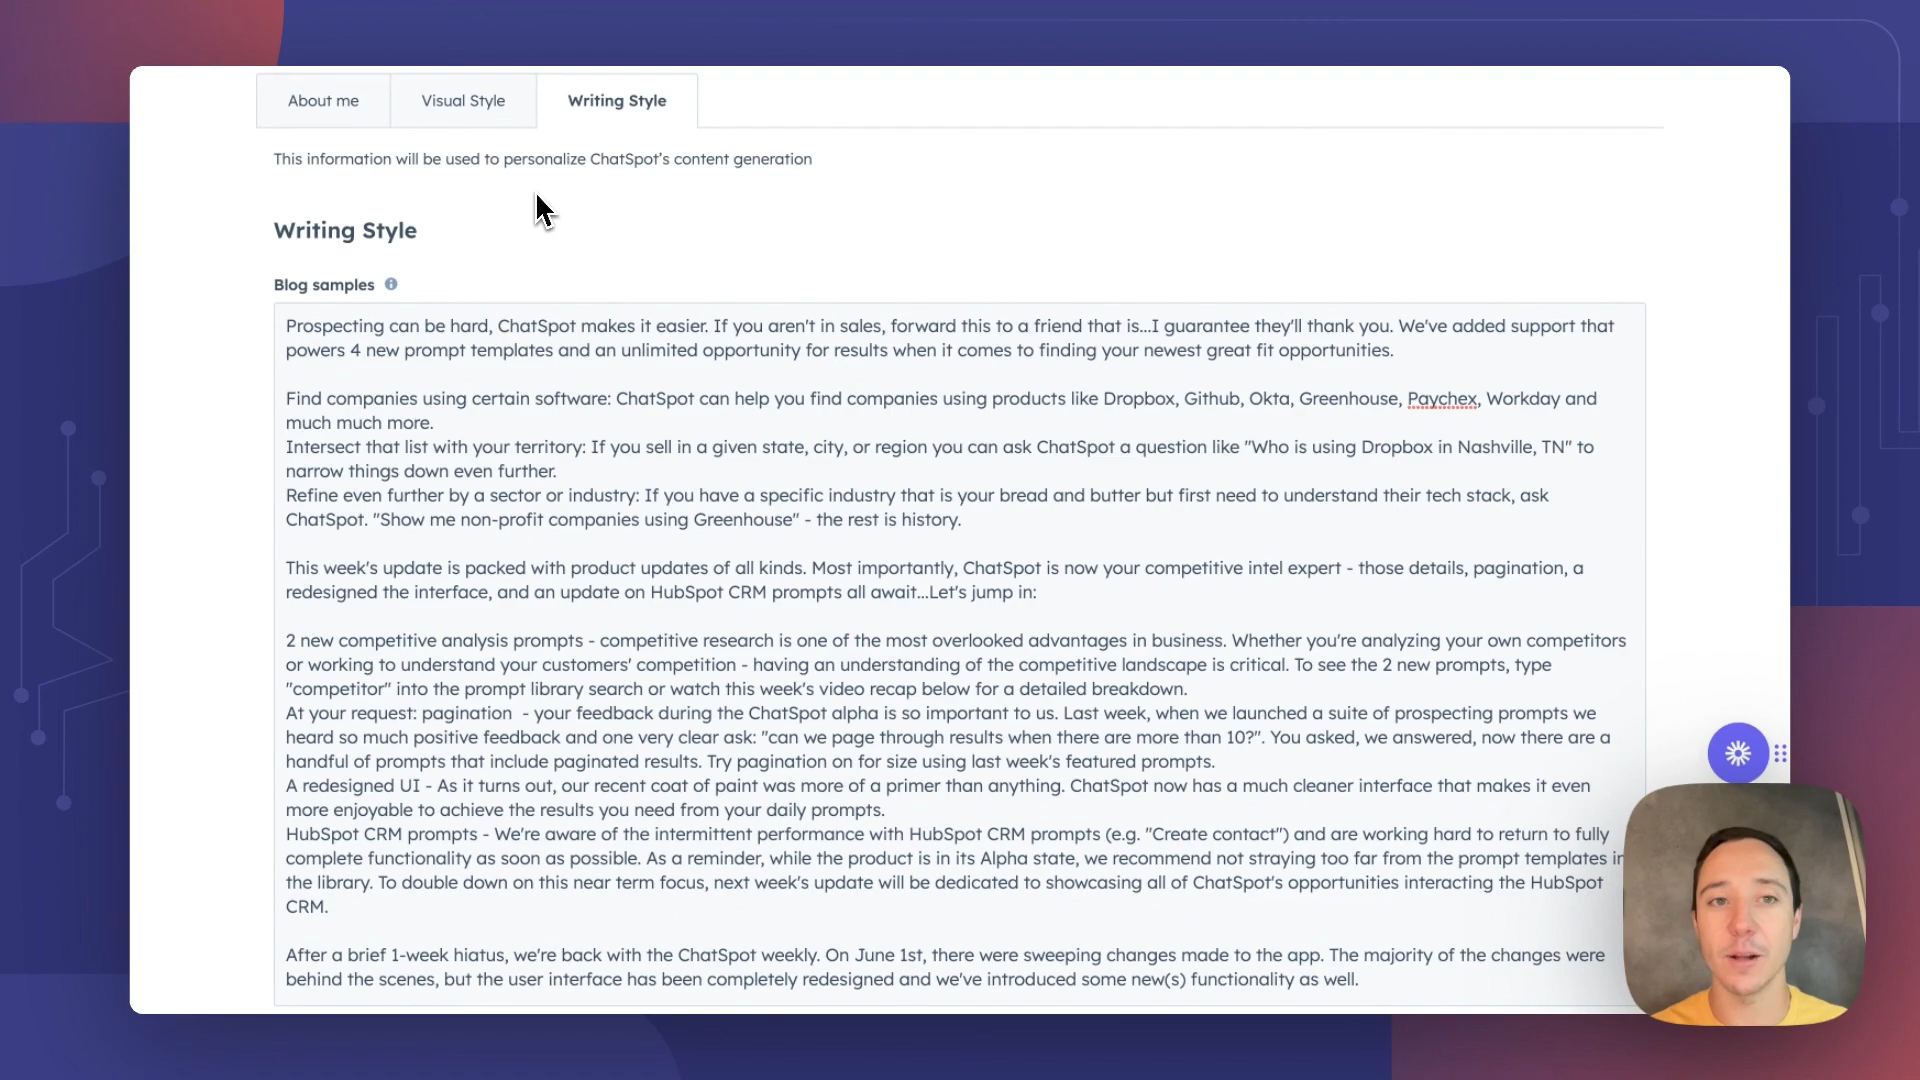 About me
Visual Style
Writing Style
This information will be used to personalize ChatSpot’s content generation
Writing Style
Blog samples
Prospecting can be hard, ChatSpot makes it easier. If you aren't in sales, forward this to a friend that is...I guarantee they'll thank you. We've added support that
powers 4 new prompt templates and an unlimited opportunity for results when it comes to finding your newest great fit opportunities.
Find companies using certain software: ChatSpot can help you find companies using products like Dropbox, Github, Okta, Greenhouse, Paychex, Workday and
much much more.
Intersect that list with your territory: If you sell in a given state, city, or region you can ask ChatSpot a question like "Who is using Dropbox in Nashville, TN" to
narrow things down even further.
Refine even further by a sector or industry: If you have a specific industry that is your bread and butter but first need to understand their tech stack, ask
ChatSpot. "Show me non-profit companies using Greenhouse" - the rest is history.
This week's update is packed with product updates of all kinds. Most importantly, ChatSpot is now your competitive intel expert - those details, pagination, a
redesigned the interface, and an update on HubSpot CRM prompts all await...Let's jump in:
2 new competitive analysis prompts - competitive research is one of the most overlooked advantages in business. Whether you're analyzing your own competitors
or working to understand your customers' competition - having an understanding of the competitive landscape is critical. To see the 2 new prompts, type
"competitor" into the prompt library search or watch this week's video recap below for a detailed breakdown.
At your request: pagination  - your feedback during the ChatSpot alpha is so important to us. Last week, when we launched a suite of prospecting prompts we
heard so much positive feedback and one very clear ask: "can we page through results when there are more than 10?". You asked, we answered, now there are a
handful of prompts that include paginated results. Try pagination on for size using last week's featured prompts.
A redesigned UI - As it turns out, our recent coat of paint was more of a primer than anything. ChatSpot now has a much cleaner interface that makes it even
more enjoyable to achieve the results you need from your daily prompts.
HubSpot CRM prompts - We're aware of the intermittent performance with HubSpot CRM prompts (e.g. "Create contact") and are working hard to return to fully
complete functionality as soon as possible. As a reminder, while the product is in its Alpha state, we recommend not straying too far from the prompt templates in
the library. To double down on this near term focus, next week's update will be dedicated to showcasing all of ChatSpot's opportunities interacting the HubSpot
CRM.
After a brief 1-week hiatus, we're back with the ChatSpot weekly. On June 1st, there were sweeping changes made to the app. The majority of the changes were
behind the scenes, but the user interface has been completely redesigned and we've introduced some new(s) functionality as well.